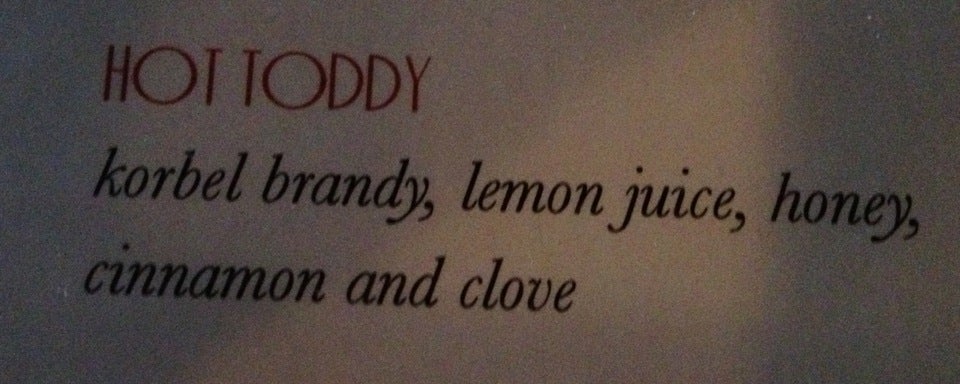 HOT TODDY
korbel brandy, lemon juice, honey,
cinnamon and clove